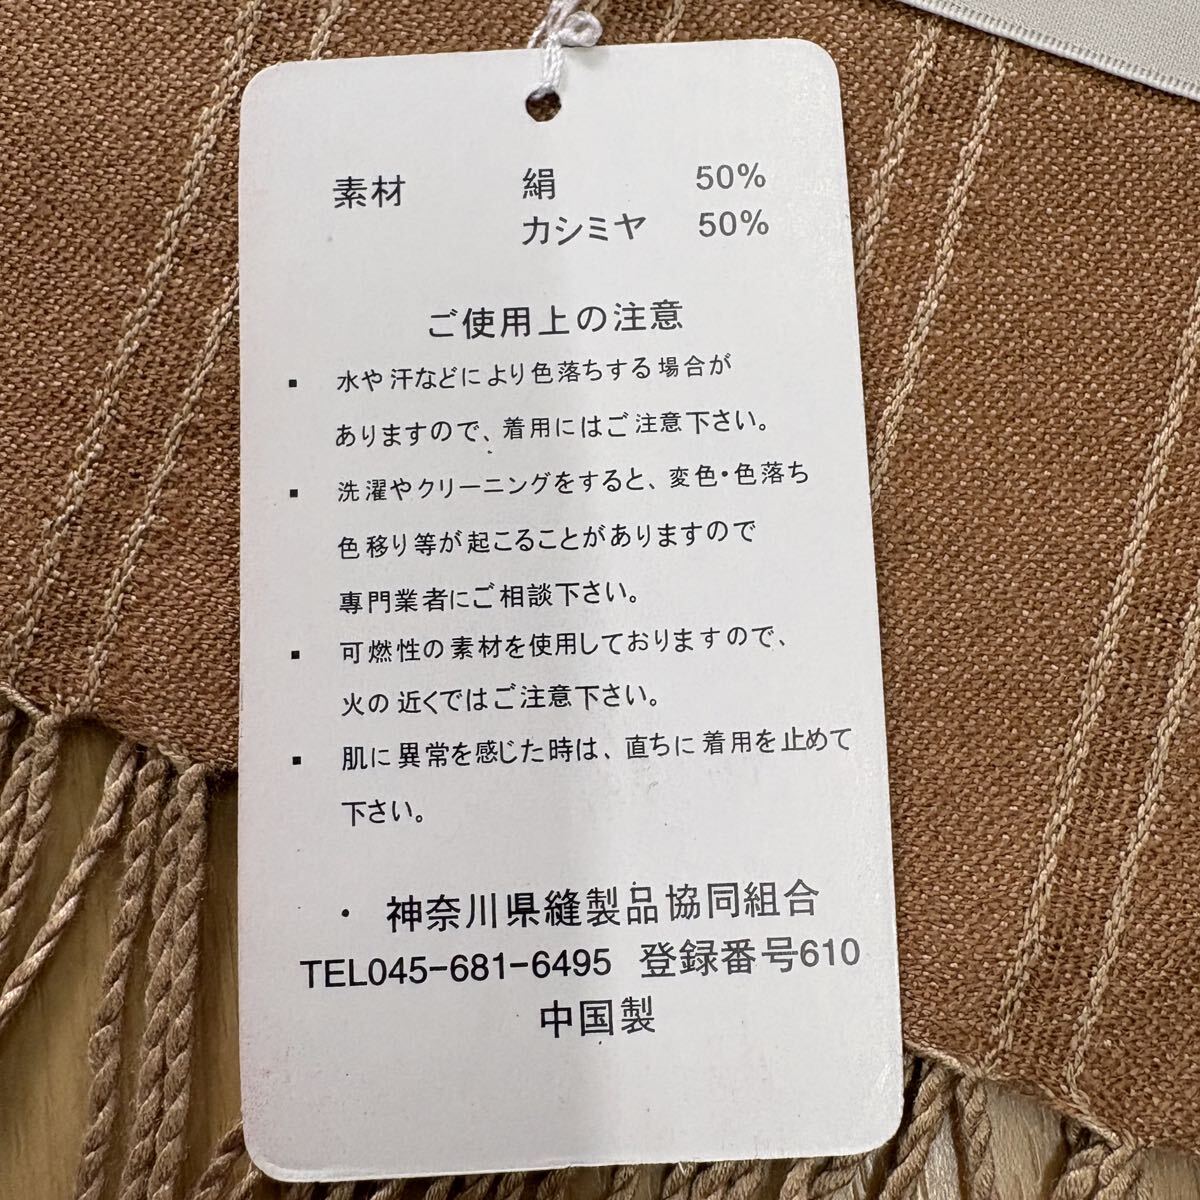 素材 絹 50%
カシミヤ 50%
ご使用上の注意
▪ 水や汗などにより色落ちする場合が
ありますので、着用にはご注意下さい。
▪ 洗濯やクリーニングをすると、変色・色落ち
色移り等が起こることがありますので
専門業者にご相談下さい。
▪ 可燃性の素材を使用しておりますので、
火の近くではご注意下さい。
▪ 肌に異常を感じた時は、直ちに着用を止めて
下さい。
・ 神奈川県縫製品協同組合
TEL045-681-6495 登録番号610
中国製